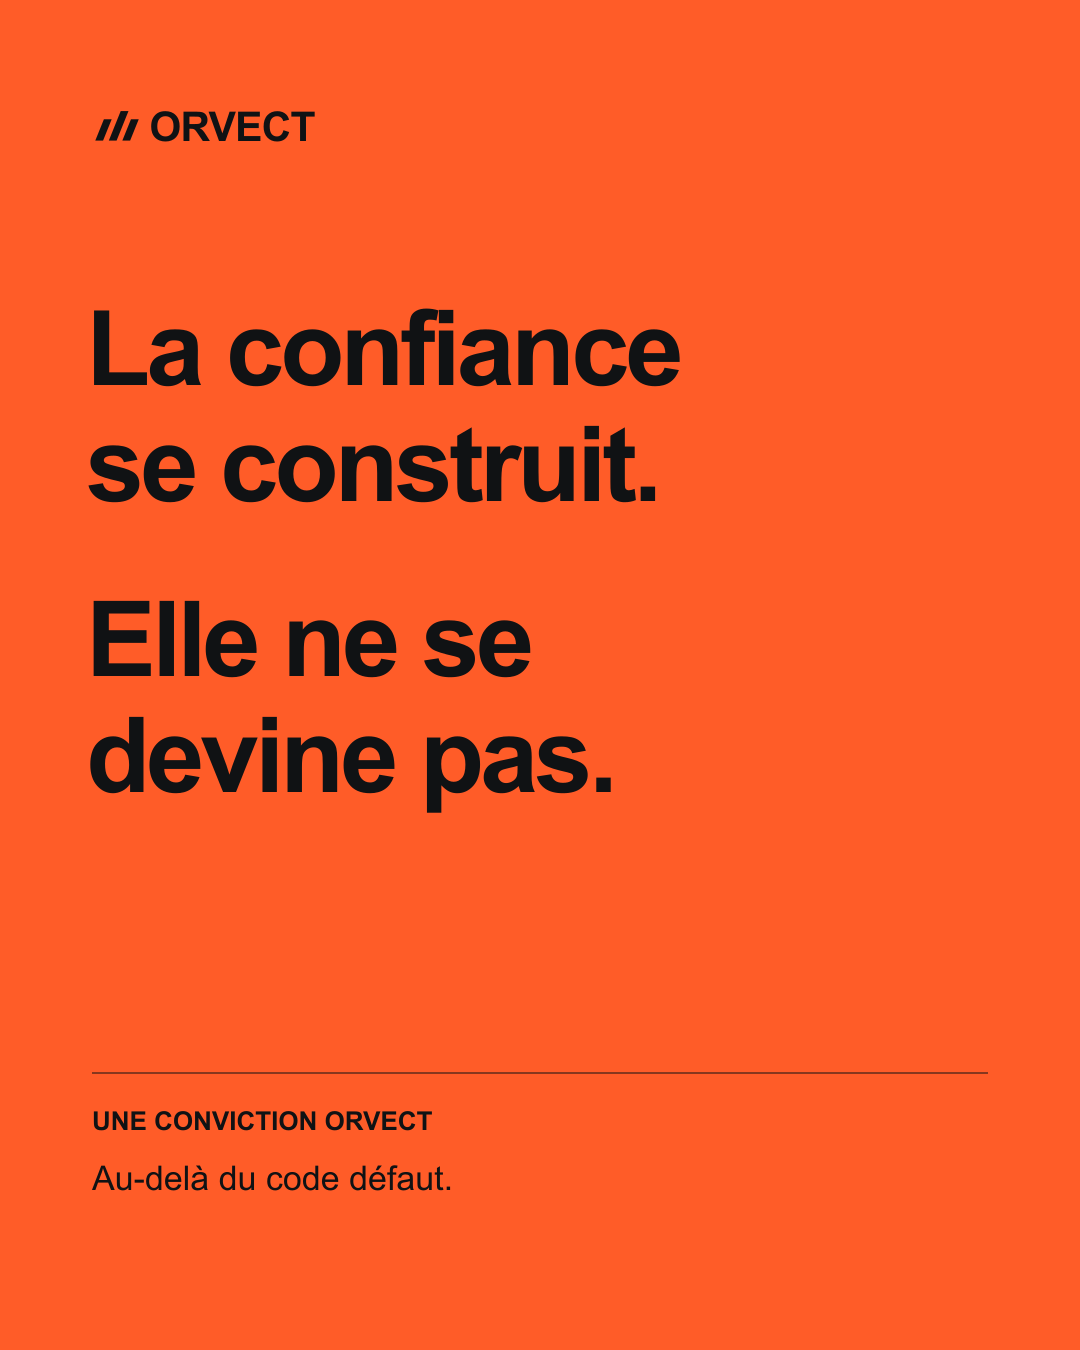 ORVECT
La confiance
se construit.
Elle ne se
devine pas.
UNE CONVICTION ORVECT
Au-delà du code défaut.